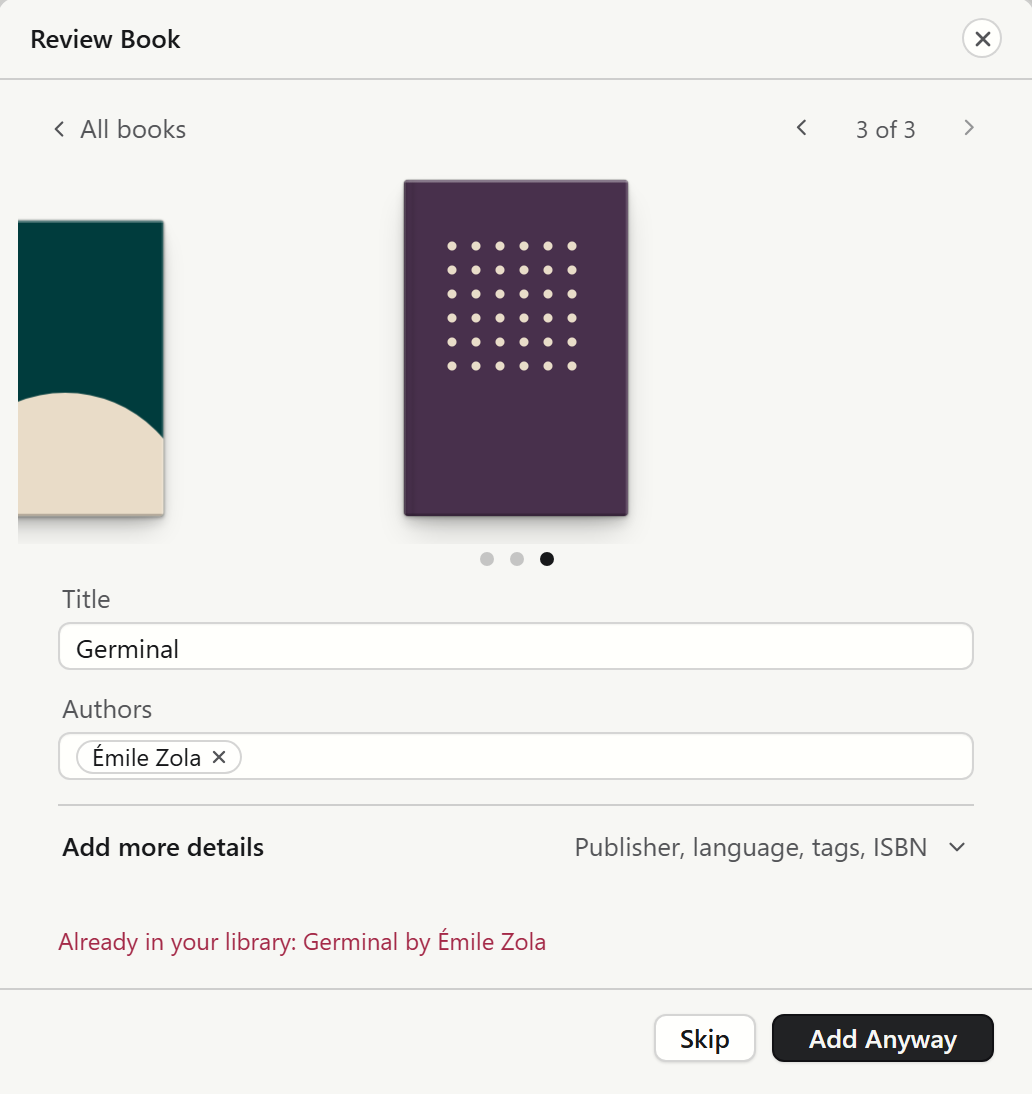 Review Book
All books
3 of 3
Title
Germinal
Authors
Émile Zola
Add more details
Publisher, language, tags, ISBN
Already in your library: Germinal by Émile Zola
Skip
Add Anyway